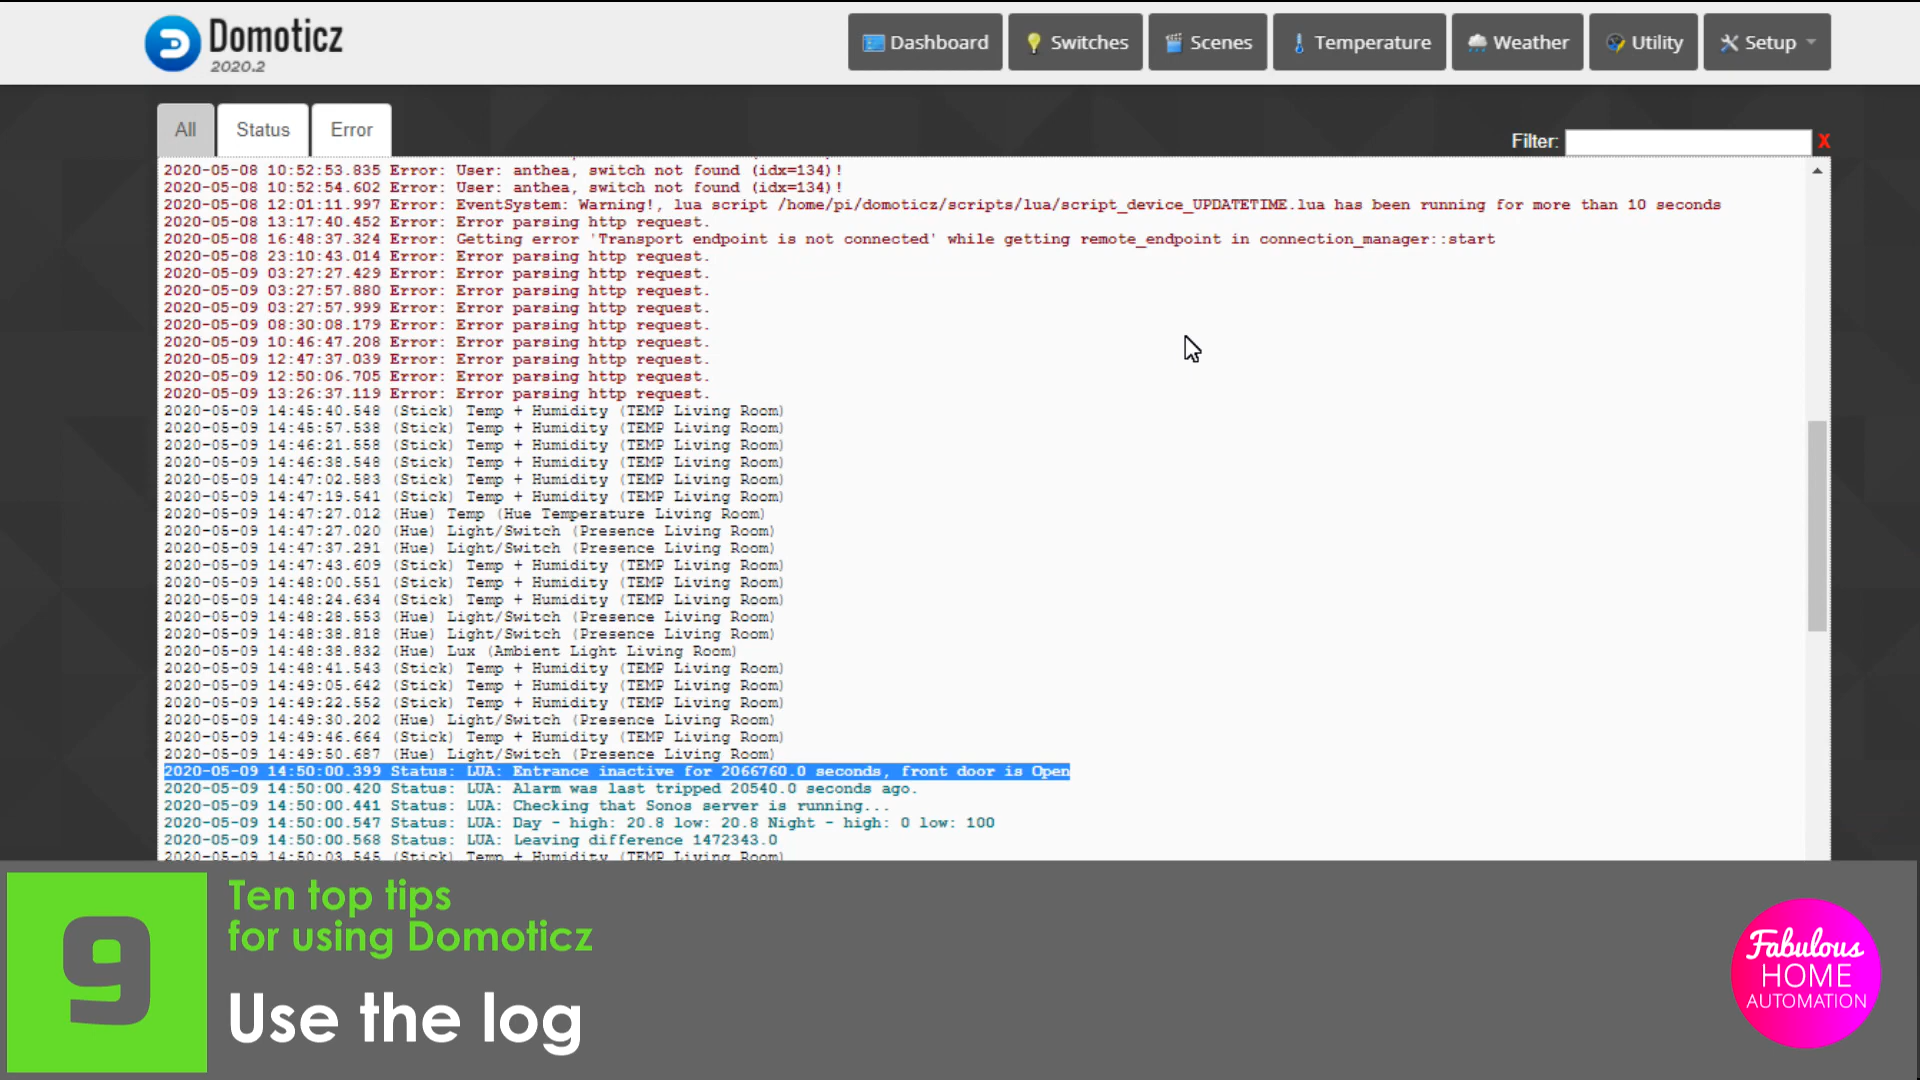 Domoticz
2020.2
Dashboard
Switches
Scenes
Temperature
Weather
Utility
Setup
All
Status
Error
Filter:
X
2020-05-08 10:52:53.835 Error: User: anthea, switch not found (idx=134)!
2020-05-08 10:52:54.602 Error: User: anthea, switch not found (idx=134)!
2020-05-08 12:01:11.997 Error: EventSystem: Warning!, lua script /home/pi/domoticz/scripts/lua/script_device_UPDATETIME.lua has been running for more than 10 seconds
2020-05-08 13:17:40.452 Error: Error parsing http request.
2020-05-08 16:48:37.324 Error: Getting error 'Transport endpoint is not connected' while getting remote_endpoint in connection_manager::start
2020-05-08 23:10:43.014 Error: Error parsing http request.
2020-05-09 03:27:27.429 Error: Error parsing http request.
2020-05-09 03:27:57.880 Error: Error parsing http request.
2020-05-09 03:27:57.999 Error: Error parsing http request.
2020-05-09 08:30:08.179 Error: Error parsing http request.
2020-05-09 10:46:47.208 Error: Error parsing http request.
2020-05-09 12:47:37.039 Error: Error parsing http request.
2020-05-09 12:50:06.705 Error: Error parsing http request.
2020-05-09 13:26:37.119 Error: Error parsing http request.
2020-05-09 14:45:40.548 (Stick) Temp + Humidity (TEMP Living Room)
2020-05-09 14:45:57.538 (Stick) Temp + Humidity (TEMP Living Room)
2020-05-09 14:46:21.558 (Stick) Temp + Humidity (TEMP Living Room)
2020-05-09 14:46:38.548 (Stick) Temp + Humidity (TEMP Living Room)
2020-05-09 14:47:02.583 (Stick) Temp + Humidity (TEMP Living Room)
2020-05-09 14:47:19.541 (Stick) Temp + Humidity (TEMP Living Room)
2020-05-09 14:47:27.012 (Hue) Temp (Hue Temperature Living Room)
2020-05-09 14:47:27.020 (Hue) Light/Switch (Presence Living Room)
2020-05-09 14:47:37.291 (Hue) Light/Switch (Presence Living Room)
2020-05-09 14:47:43.609 (Stick) Temp + Humidity (TEMP Living Room)
2020-05-09 14:48:00.551 (Stick) Temp + Humidity (TEMP Living Room)
2020-05-09 14:48:24.634 (Stick) Temp + Humidity (TEMP Living Room)
2020-05-09 14:48:28.553 (Hue) Light/Switch (Presence Living Room)
2020-05-09 14:48:38.818 (Hue) Light/Switch (Presence Living Room)
2020-05-09 14:48:38.832 (Hue) Lux (Ambient Light Living Room)
2020-05-09 14:48:41.543 (Stick) Temp + Humidity (TEMP Living Room)
2020-05-09 14:49:05.642 (Stick) Temp + Humidity (TEMP Living Room)
2020-05-09 14:49:22.552 (Stick) Temp + Humidity (TEMP Living Room)
2020-05-09 14:49:30.202 (Hue) Light/Switch (Presence Living Room)
2020-05-09 14:49:46.664 (Stick) Temp + Humidity (TEMP Living Room)
2020-05-09 14:49:50.687 (Hue) Light/Switch (Presence Living Room)
2020-05-09 14:50:00.399 Status: LUA: Entrance inactive for 2066760.0 seconds, front door is Open
2020-05-09 14:50:00.420 Status: LUA: Alarm was last tripped 20540.0 seconds ago.
2020-05-09 14:50:00.441 Status: LUA: Checking that Sonos server is running...
2020-05-09 14:50:00.547 Status: LUA: Day - high: 20.8 low: 20.8 Night - high: 0 low: 100
2020-05-09 14:50:00.568 Status: LUA: Leaving difference 1472343.0
2020-05-09 14:50:03.545 (Stick) Temp + Humidity (TEMP Living Room)
9
Ten top tips
for using Domoticz
Use the log
Fabulous
HOME
AUTOMATION